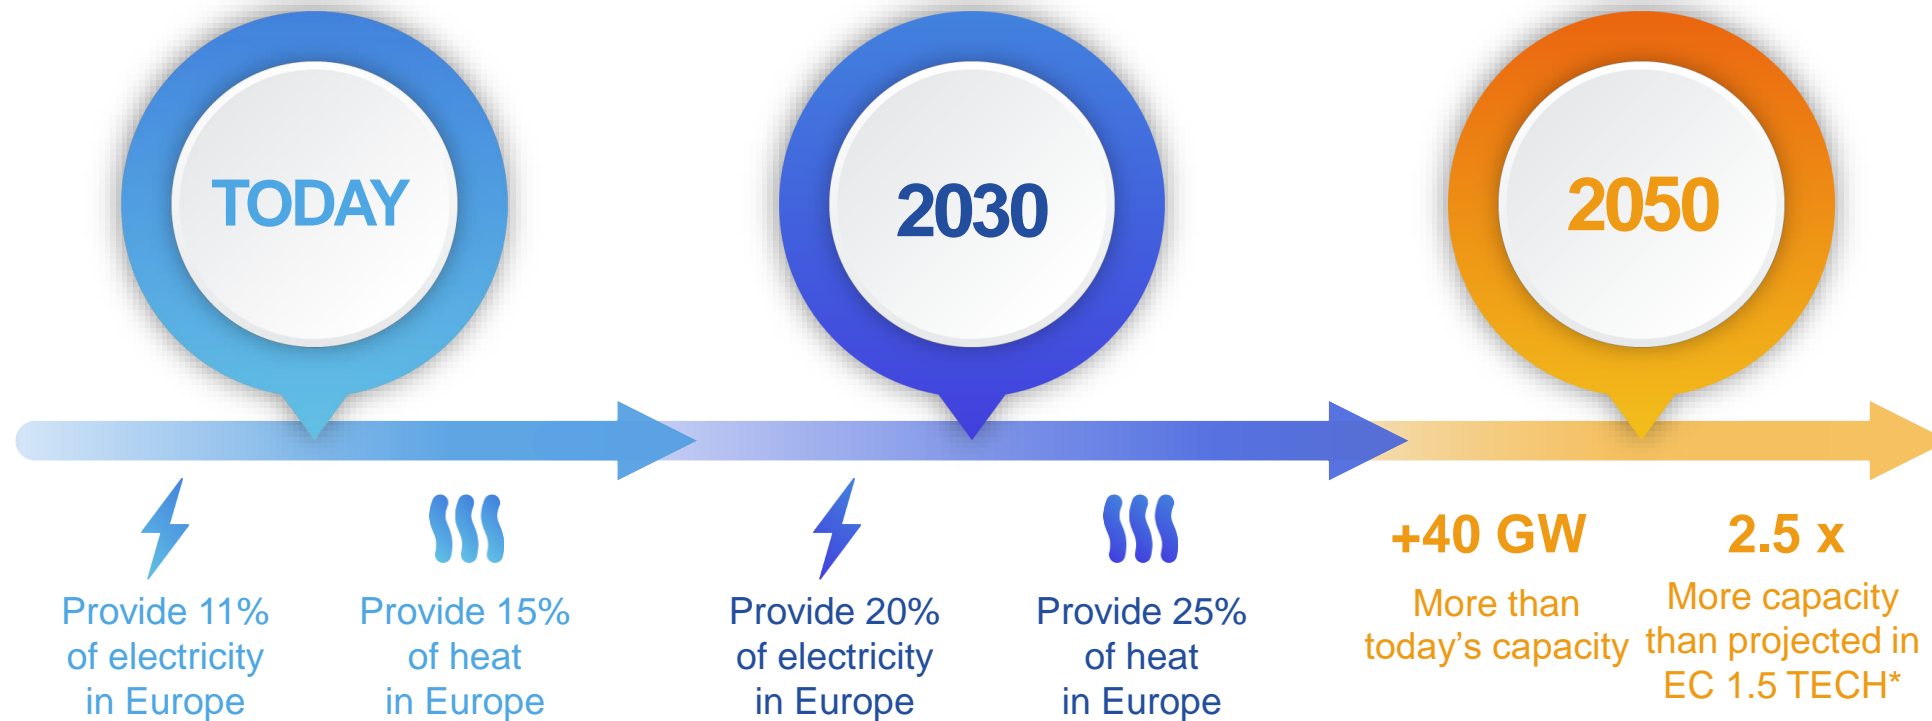 TODAY
2030
2050
Provide 11%
of electricity
in Europe
Provide 15%
of heat
in Europe
Provide 20%
of electricity
in Europe
Provide 25%
of heat
in Europe
+40 GW
More than
today's capacity
2.5 x
More capacity
than projected in
EC 1.5 TECH*